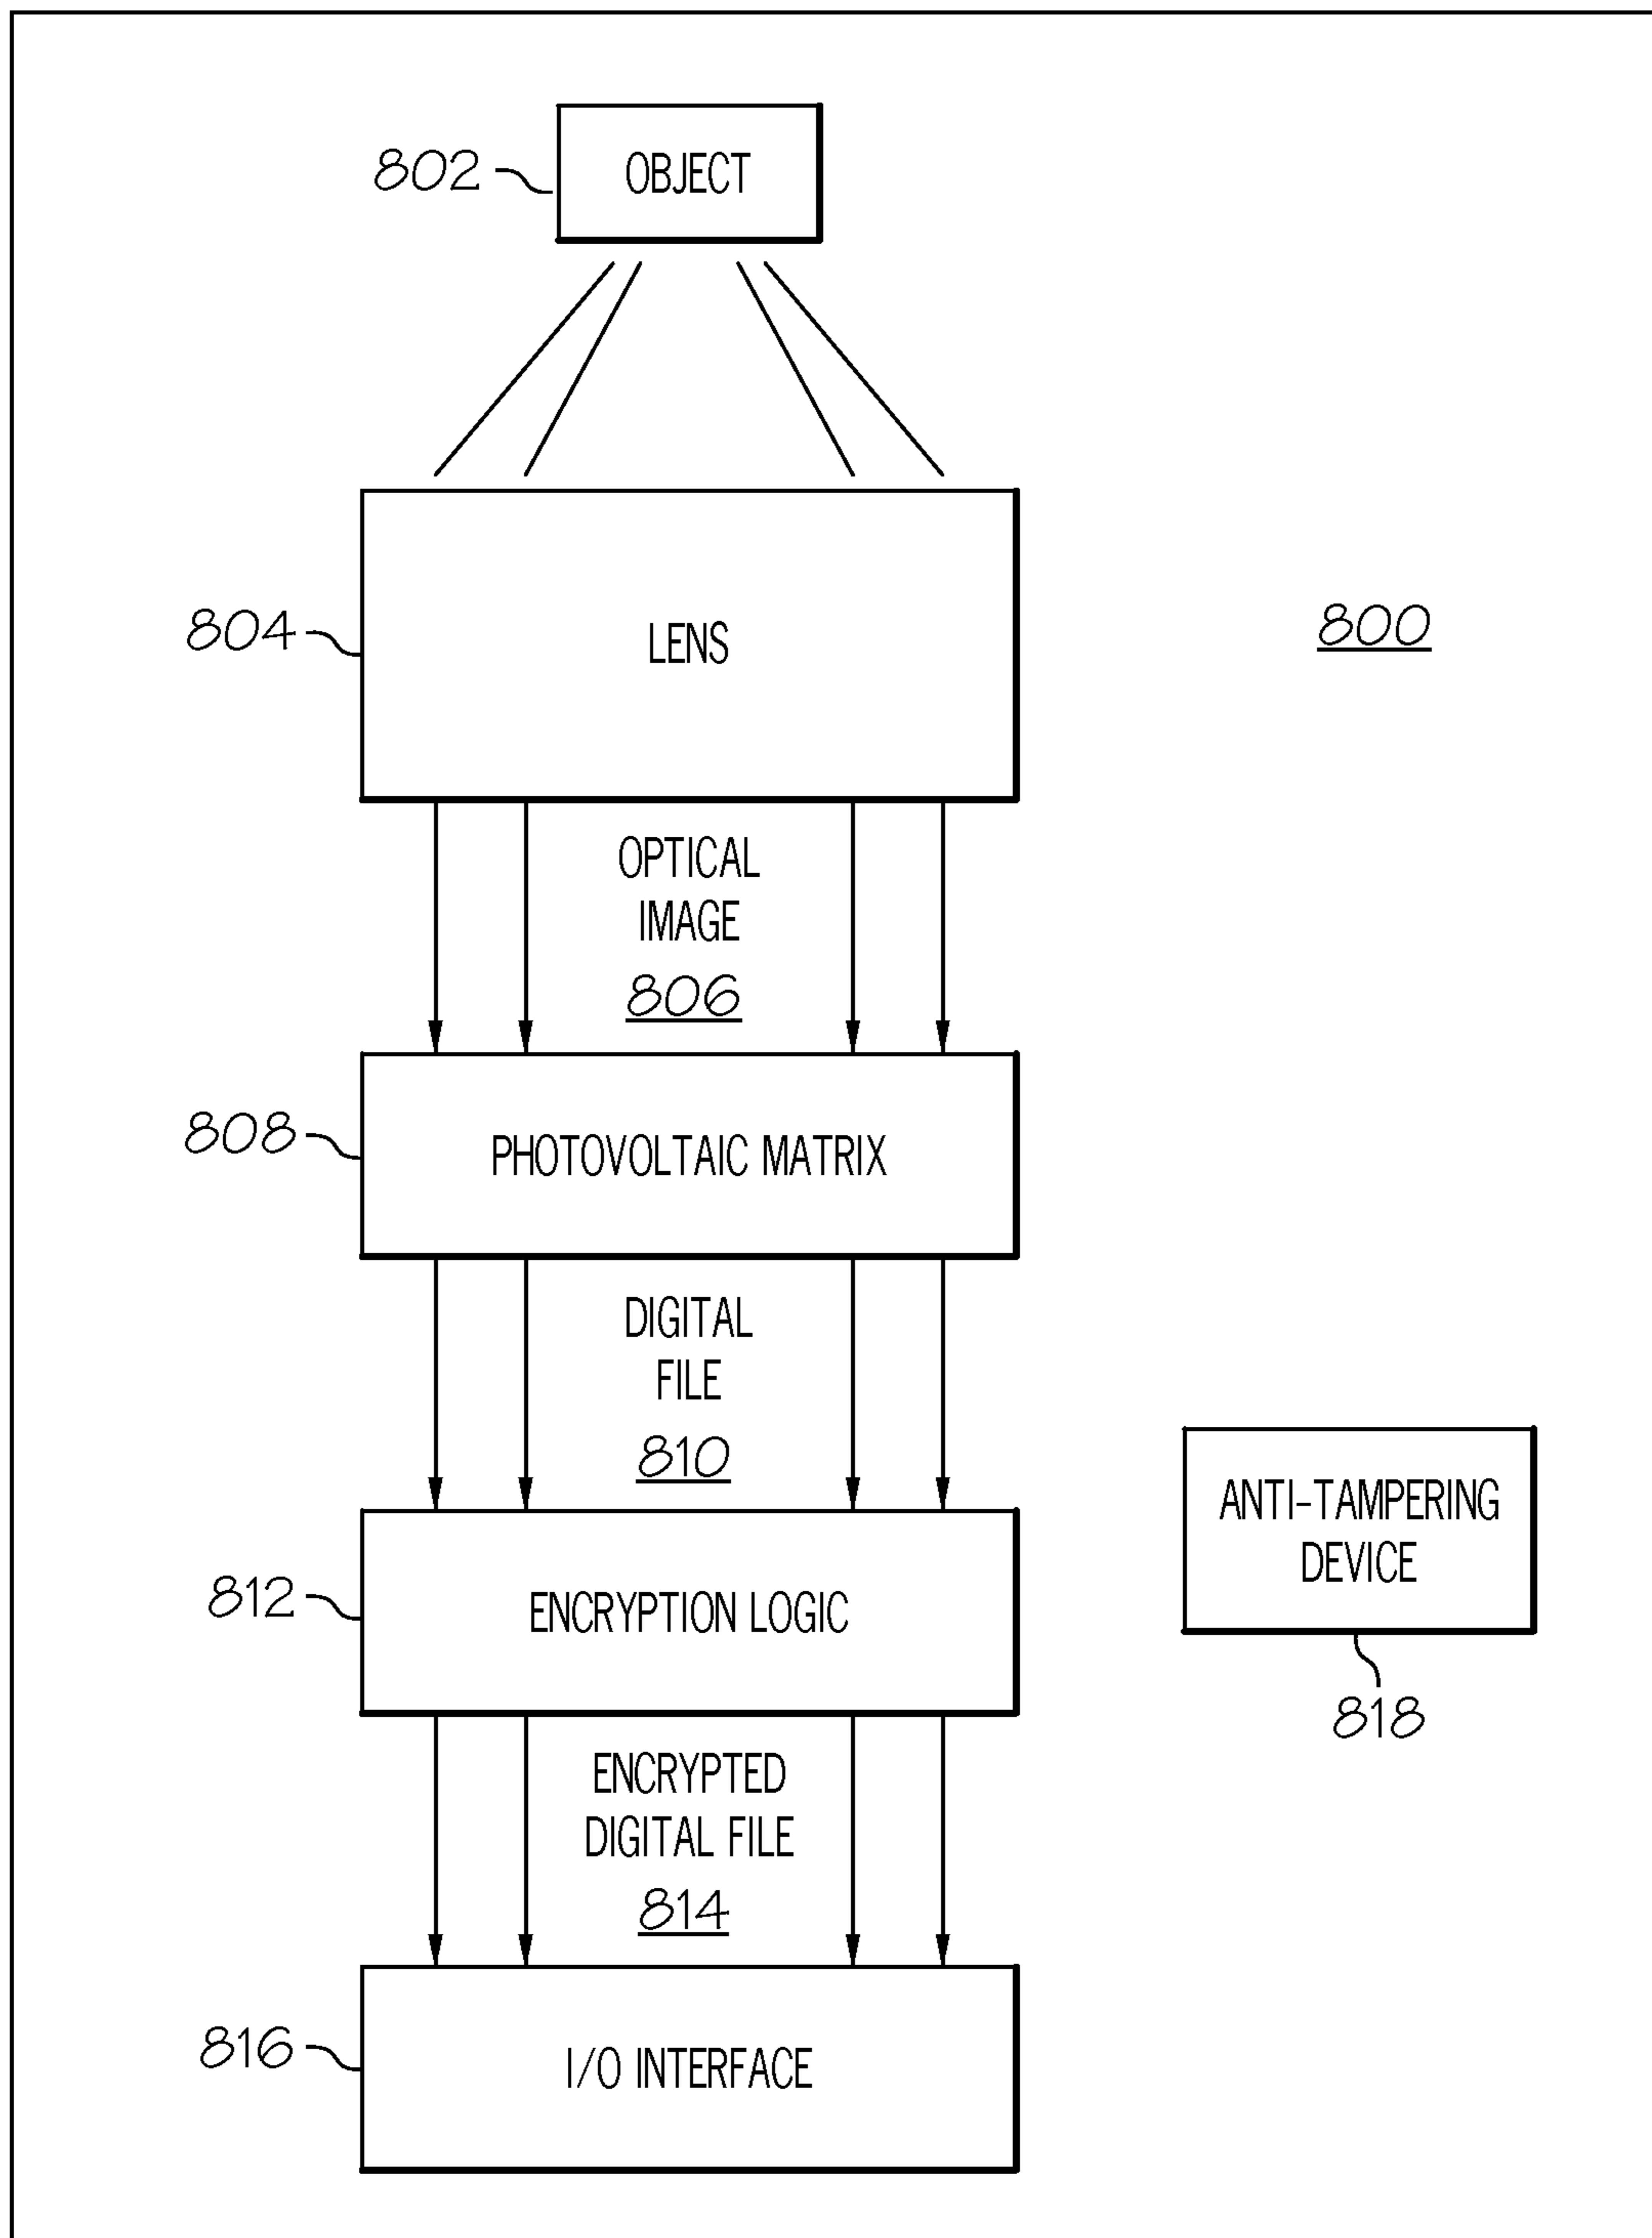 802
OBJECT
804
LENS
800
OPTICAL
IMAGE
806
808
PHOTOVOLTAIC MATRIX
DIGITAL
FILE
810
812
ENCRYPTION LOGIC
ANTI-TAMPERING
DEVICE
818
ENCRYPTED
DIGITAL FILE
814
816
I/O INTERFACE